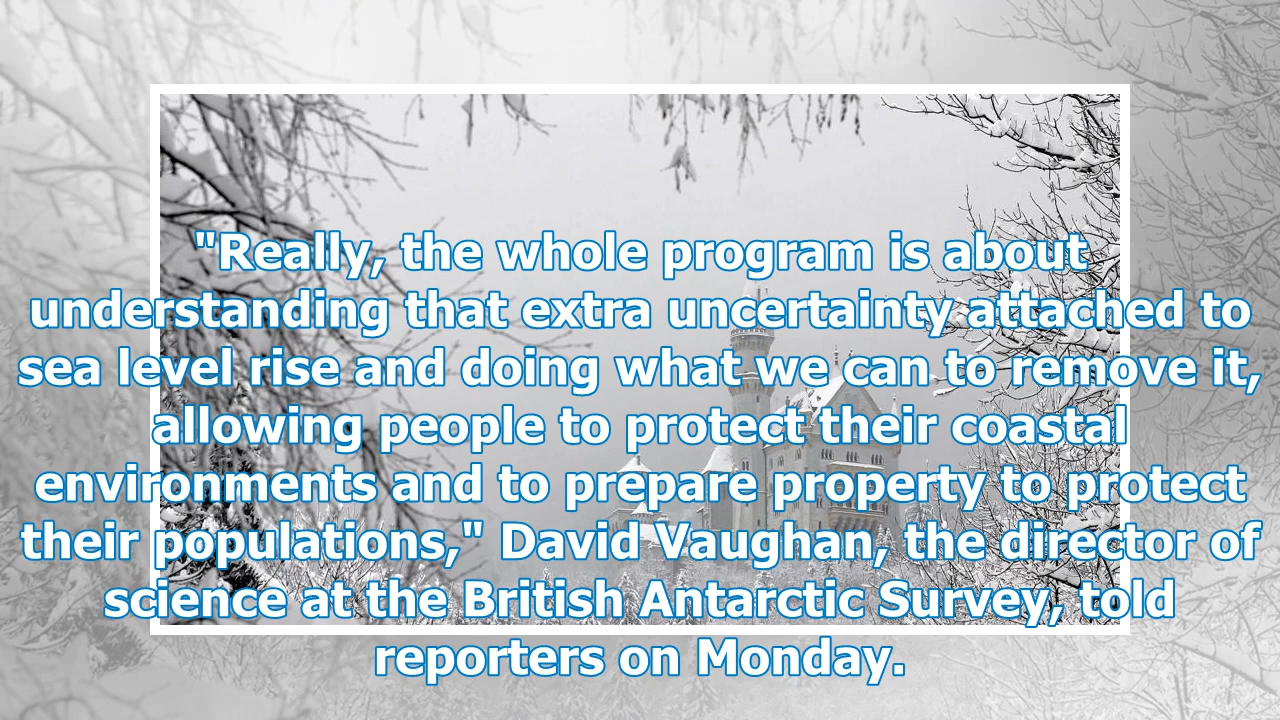 "Really, the whole program is about
understanding that extra uncertainty attached to
sea level rise and doing what we can to remove it,
allowing people to protect their coastal
environments and to prepare property to protect
their populations," David Vaughan, the director of
science at the British Antarctic Survey, told
reporters on Monday.